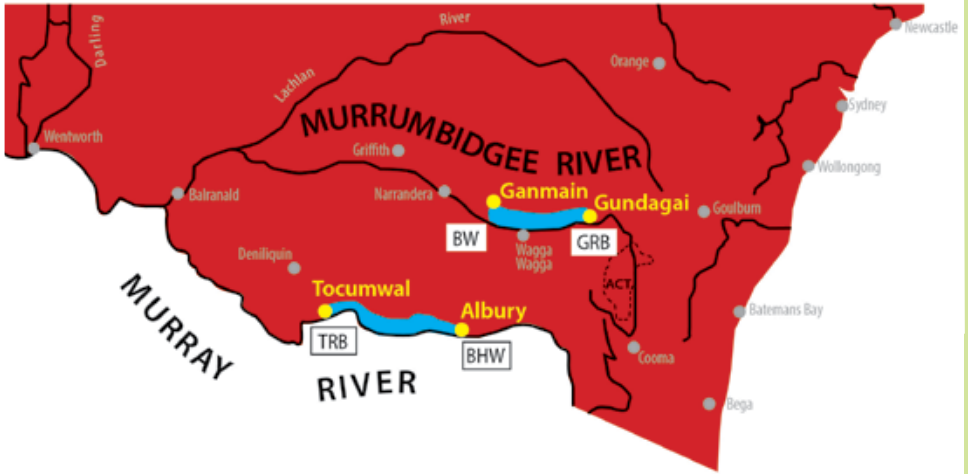 River
Newcastle
Darling
Orange
Lachlan
Sydney
MURRUMBIDGEE RIVER
Wentworth
Griffith
Wollongong
Balranald
Narrandera
Ganmain
Gundagai
Goulburn
BW
GRB
Wagga
Wagga
Deniliquin
ACT
Tocumwal
Albury
Batemans Bay
MURRAY
TRB
BHW
Cooma
RIVER
Bega